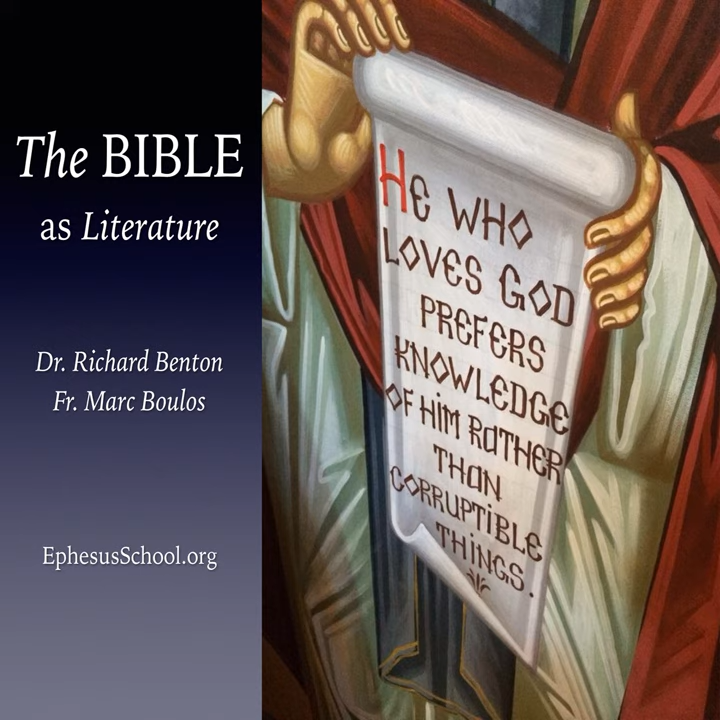 The BIBLE
as Literature
Dr. Richard Benton
Fr. Marc Boulos
EphesusSchool.org
HE WHO
LOVES GOD
PREFERS
KNOWLEDGE
OF HiM RATHER
THAN
CORRUPTIBLE
THiNGS.